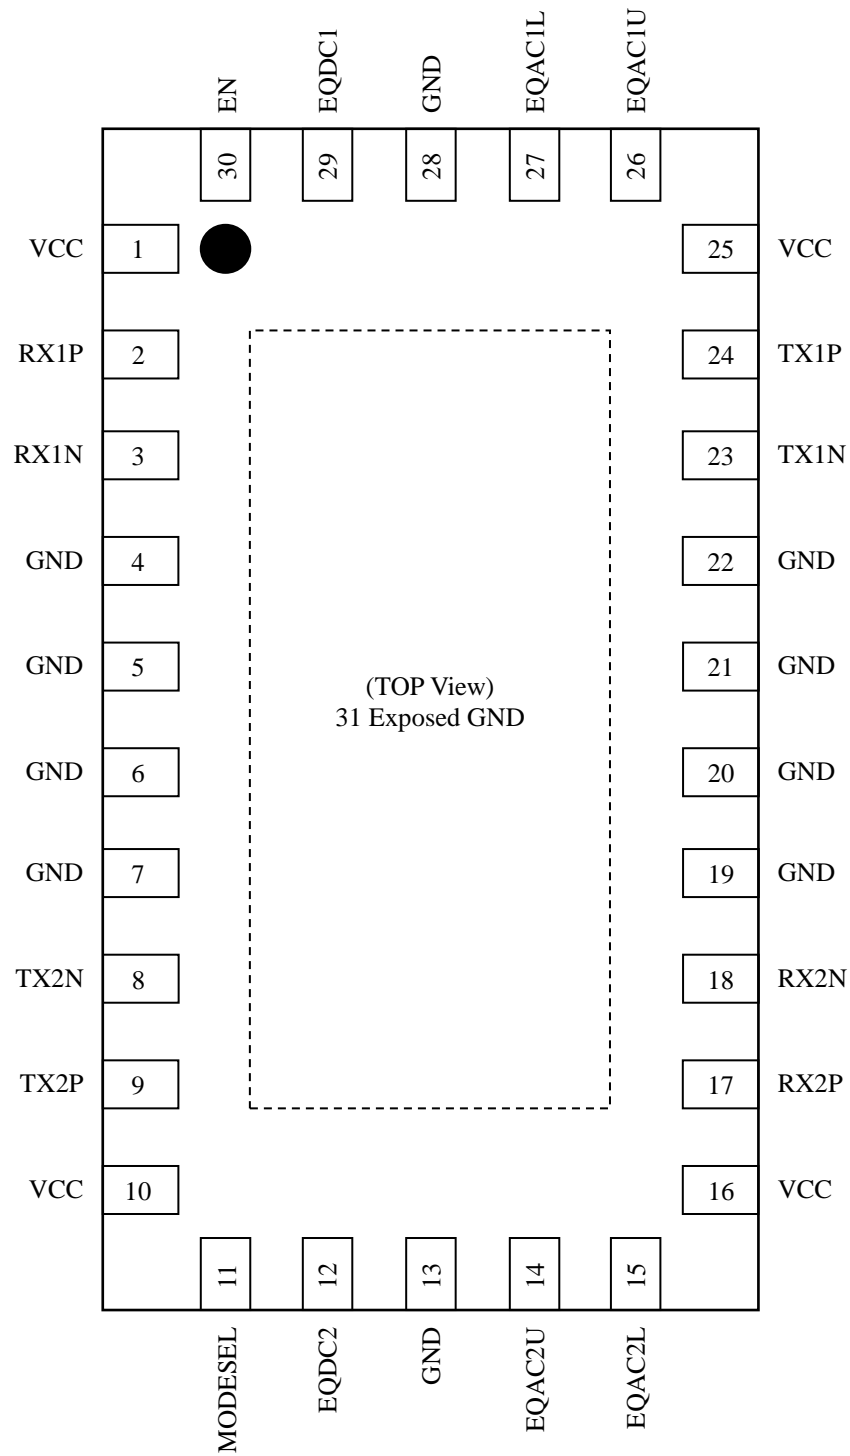 EN
EQDC1
GND
EQAC1L
EQAC1U
30
29
28
27
26
VCC 1
25 VCC
RX1P 2
24 TX1P
RX1N 3
23 TX1N
GND 4
22 GND
GND 5
21 GND
(TOP View)
31 Exposed GND
GND 6
20 GND
GND 7
19 GND
TX2N 8
18 RX2N
TX2P 9
17 RX2P
VCC 10
16 VCC
11
12
13
14
15
MODESEL
EQDC2
GND
EQAC2U
EQAC2L